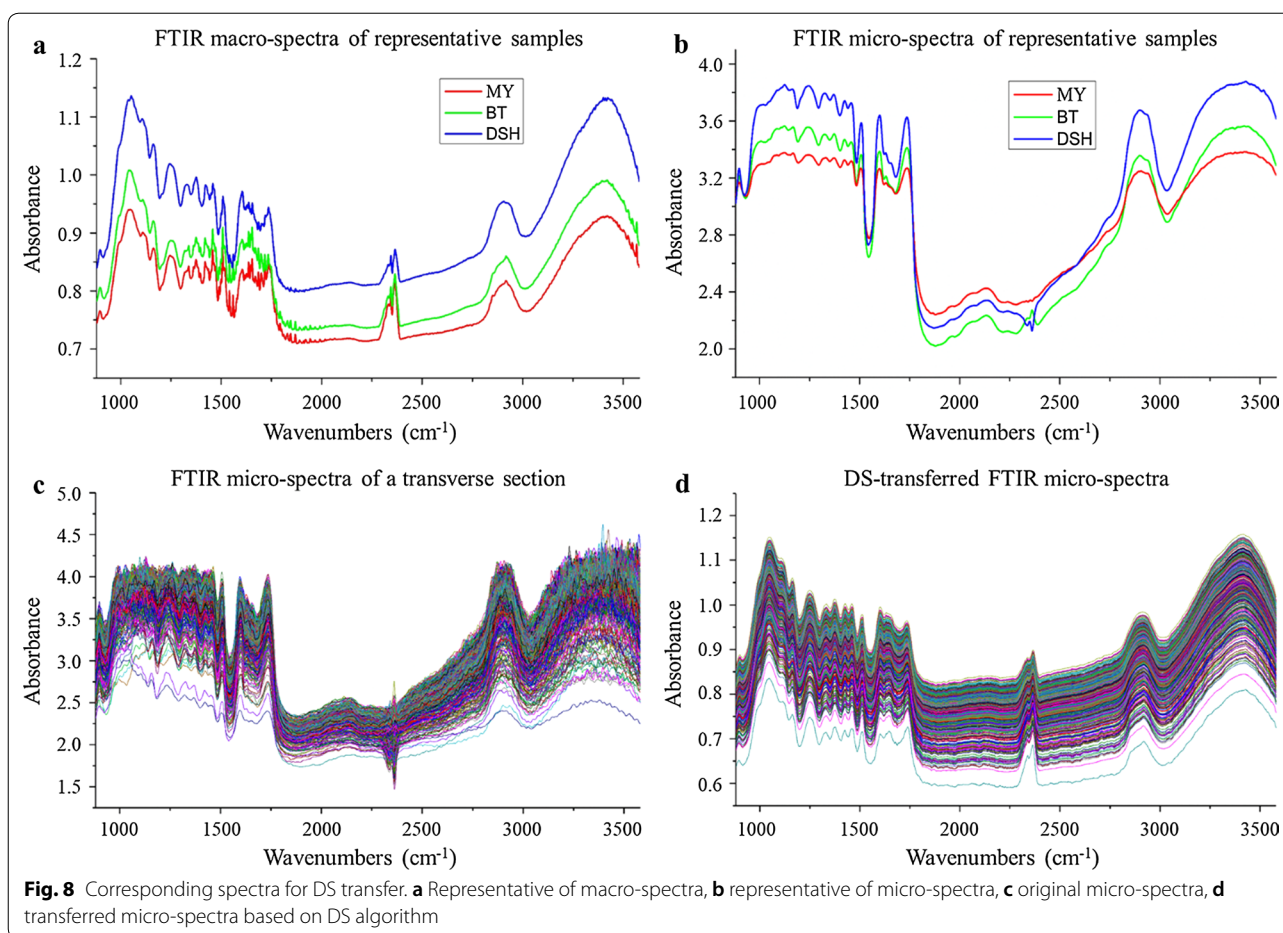 a
FTIR macro-spectra of representative samples
1.2
1.1
1.0
0.9
0.8
0.7
Absorbance
MY
BT
DSH
1000 1500 2000 2500 3000 3500
Wavenumbers (cm⁻¹)
b
FTIR micro-spectra of representative samples
4.0
3.6
3.2
2.8
2.4
2.0
Absorbance
MY
BT
DSH
1000 1500 2000 2500 3000 3500
Wavenumbers (cm⁻¹)
c
FTIR micro-spectra of a transverse section
5.0
4.5
4.0
3.5
3.0
2.5
2.0
1.5
Absorbance
1000 1500 2000 2500 3000 3500
Wavenumbers (cm⁻¹)
d
DS-transferred FTIR micro-spectra
1.2
1.1
1.0
0.9
0.8
0.7
0.6
Absorbance
1000 1500 2000 2500 3000 3500
Wavenumbers (cm⁻¹)
Fig. 8 Corresponding spectra for DS transfer. a Representative of macro-spectra, b representative of micro-spectra, c original micro-spectra, d
transferred micro-spectra based on DS algorithm